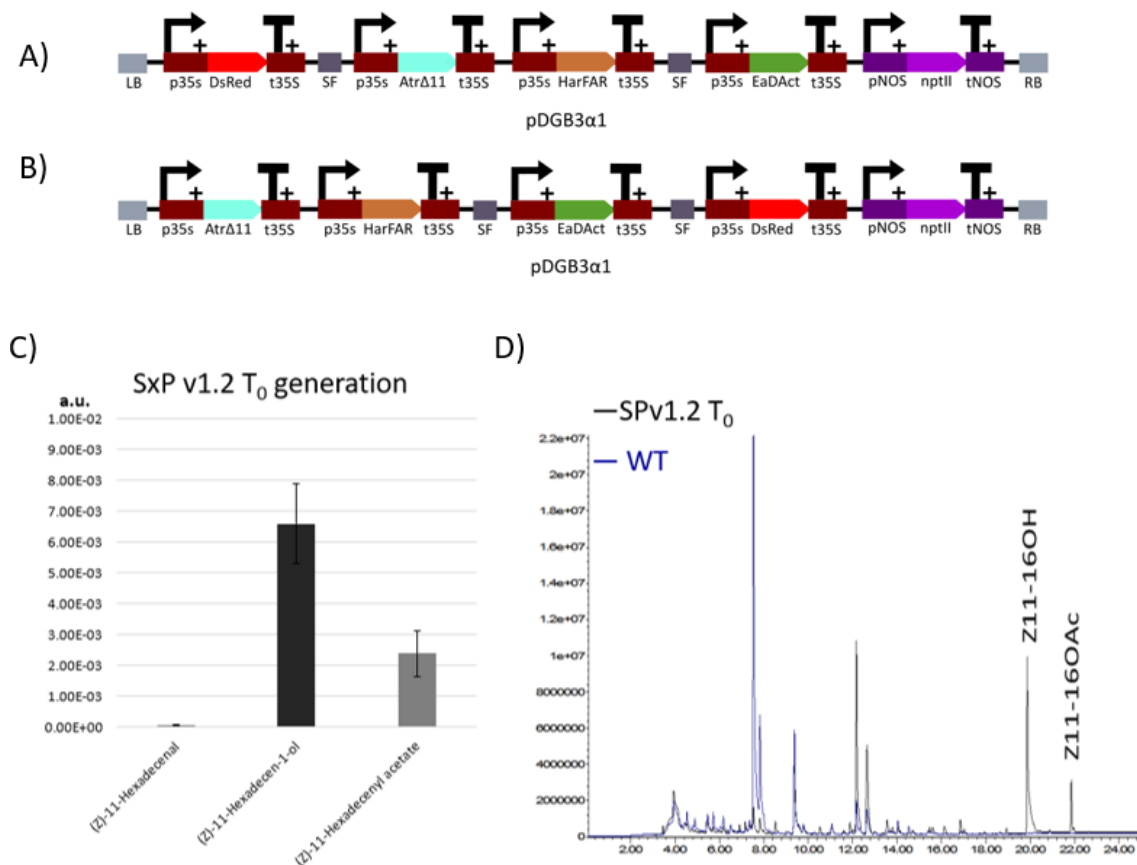 A)
+ + + + + + + + + +
LB p35s DsRed t35S SF p35s AtrΔ11 t35S p35s HarFAR t35S SF p35s EaDAct t35S pNOS nptII tNOS RB
pDGB3α1
B)
+ + + + + + + + + +
LB p35s AtrΔ11 t35S p35s HarFAR t35S SF p35s EaDAct t35S SF p35s DsRed t35S pNOS nptII tNOS RB
pDGB3α1
C)
SxP v1.2 T₀ generation
a.u.
1.00E-02
9.00E-03
8.00E-03
7.00E-03
6.00E-03
5.00E-03
4.00E-03
3.00E-03
2.00E-03
1.00E-03
0.00E+00
(Z)-11-Hexadecenal
(Z)-11-Hexadecen-1-ol
(Z)-11-Hexadecenyl acetate
D)
SPv1.2 T₀
WT
2.2e+07
2e+07
1.8e+07
1.6e+07
1.4e+07
1.2e+07
1e+07
8000000
6000000
4000000
2000000
2.00 4.00 6.00 8.00 10.00 12.00 14.00 16.00 18.00 20.00 22.00 24.00
Z11-16OH
Z11-16OAc